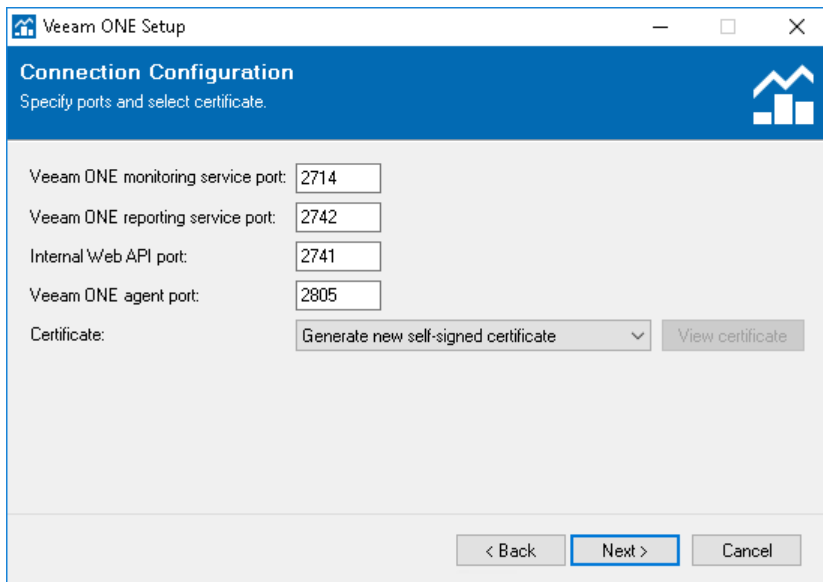 Veeam ONE Setup
Connection Configuration
Specify ports and select certificate.
Veeam ONE monitoring service port: 2714
Veeam ONE reporting service port: 2742
Internal Web API port: 2741
Veeam ONE agent port: 2805
Certificate: Generate new self-signed certificate View certificate
< Back Next > Cancel